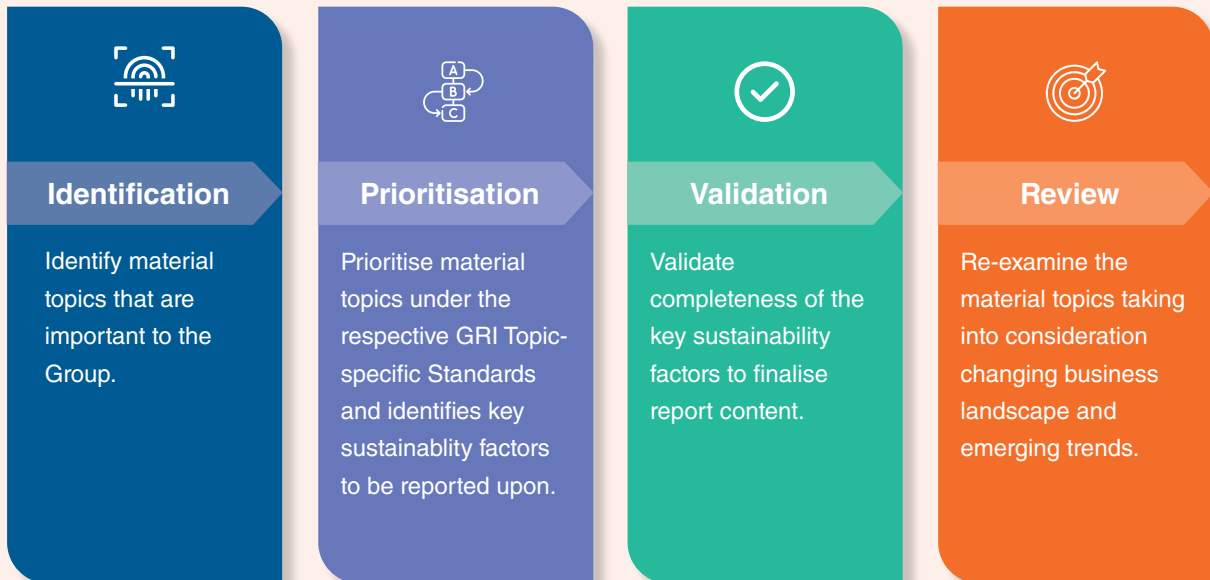 A
B
C
Identification
Identify material
topics that are
important to the
Group.
Prioritisation
Prioritise material
topics under the
respective GRI Topic-
specific Standards
and identifies key
sustainablity factors
to be reported upon.
Validation
Validate
completeness of the
key sustainability
factors to finalise
report content.
Review
Re-examine the
material topics taking
into consideration
changing business
landscape and
emerging trends.